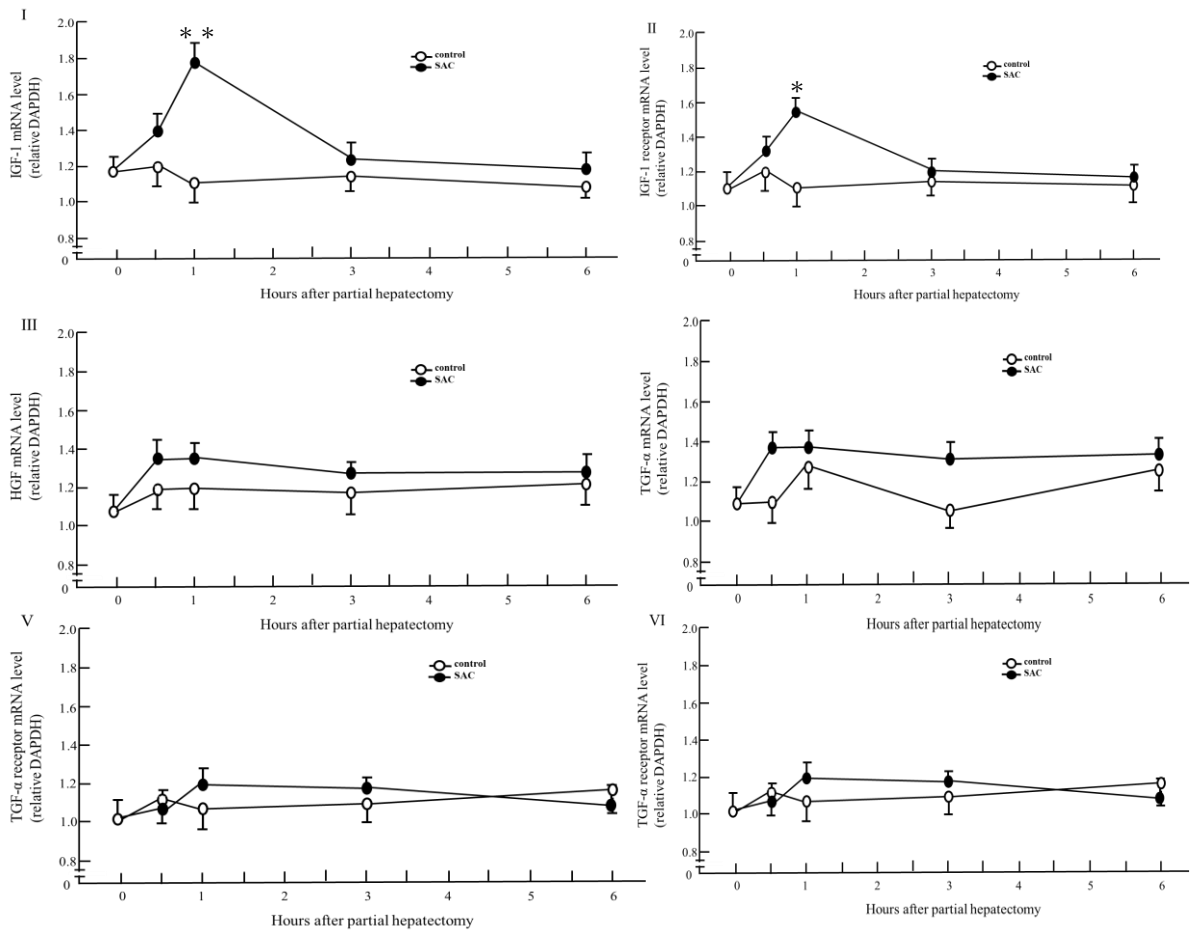 I
2.0
1.8
1.6
1.4
1.2
1.0
0.8
0
IGF-1 mRNA level
(relative DAPDH)
* *
control
SAC
0 1 2 3 4 5 6
Hours after partial hepatectomy
II
2.0
1.8
1.6
1.4
1.2
1.0
0.8
0
IGF-1 receptor mRNA level
(relative DAPDH)
*
control
SAC
0 1 2 3 4 5 6
Hours after partial hepatectomy
III
2.0
1.8
1.6
1.4
1.2
1.0
0.8
0
HGF mRNA level
(relative DAPDH)
control
SAC
0 1 2 3 4 5 6
Hours after partial hepatectomy
2.0
1.8
1.6
1.4
1.2
1.0
0.8
0
TGF-α mRNA level
(relative DAPDH)
control
SAC
0 1 2 3 4 5 6
Hours after partial hepatectomy
V
2.0
1.8
1.6
1.4
1.2
1.0
0.8
0
TGF-α receptor mRNA level
(relative DAPDH)
control
SAC
0 1 2 3 4 5 6
Hours after partial hepatectomy
VI
2.0
1.8
1.6
1.4
1.2
1.0
0.8
0
TGF-α receptor mRNA level
(relative DAPDH)
control
SAC
0 1 2 3 4 5 6
Hours after partial hepatectomy